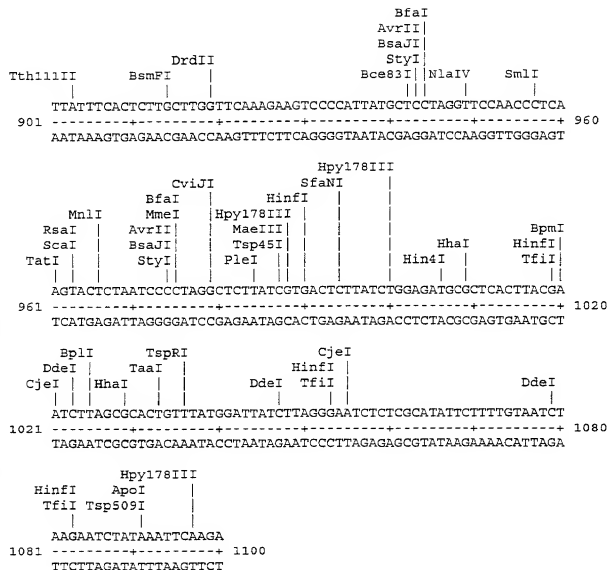 BfaI
AvrII
BsaJI
DrdII StyI
Tth111II BsmFI Bce83I NlaIV SmlI
TTATTTCACTCTTGCTTGGTTCAAAGAAGTCCCCATTATGCTCCTAGGTTCCAACCCTCA
901 ---------+---------+---------+---------+---------+---------+ 960
AATAAAGTGAGAACGAACCAAGTTTCTTCAGGGGTAATACGAGGATCCAAGGTTGGGAGT
Hpy178III
CviJI SfaNI
BfaI HinfI
MnlI MmeI Hpy178III
RsaI AvrII MaeIII BpmI
ScaI BsaJI Tsp45I HhaI HinfI
TatI StyI PleI Hin4I TfiI
AGTACTCTAATCCCCTAGGCTCTTATCGTGACTCTTATCTGGAGATGCGCTCACTTACGA
961 ---------+---------+---------+---------+---------+---------+ 1020
TCATGAGATTAGGGGATCCGAGAATAGCACTGAGAATAGACCTCTACGCGAGTGAATGCT
BplI TspRI CjeI
DdeI TaaI HinfI
CjeI HhaI DdeI TfiI DdeI
ATCTTAGCGCACTGTTTATGGATTATCTTAGGGAATCTCTCGCATATTCTTTTGTAATCT
1021 ---------+---------+---------+---------+---------+---------+ 1080
TAGAATCGCGTGACAAATACCTAATAGAATCCCTTAGAGAGCGTATAAGAAAACATTAGA
Hpy178III
HinfI ApoI
TfiI Tsp509I
AAGAATCTATAAATTCAAGA
1081 ---------+---------+ 1100
TTCTTAGATATTTAAGTTCT